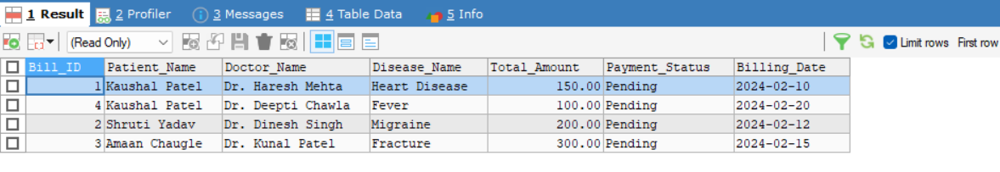 1 Result 2 Profiler 3 Messages 4 Table Data 5 Info
(Read Only) Limit rows First row
Bill_ID Patient_Name Doctor_Name Disease_Name Total_Amount Payment_Status Billing_Date
1 Kaushal Patel Dr. Haresh Mehta Heart Disease 150.00 Pending 2024-02-10
4 Kaushal Patel Dr. Deepti Chawla Fever 100.00 Pending 2024-02-20
2 Shruti Yadav Dr. Dinesh Singh Migraine 200.00 Pending 2024-02-12
3 Amaan Chaugle Dr. Kunal Patel Fracture 300.00 Pending 2024-02-15